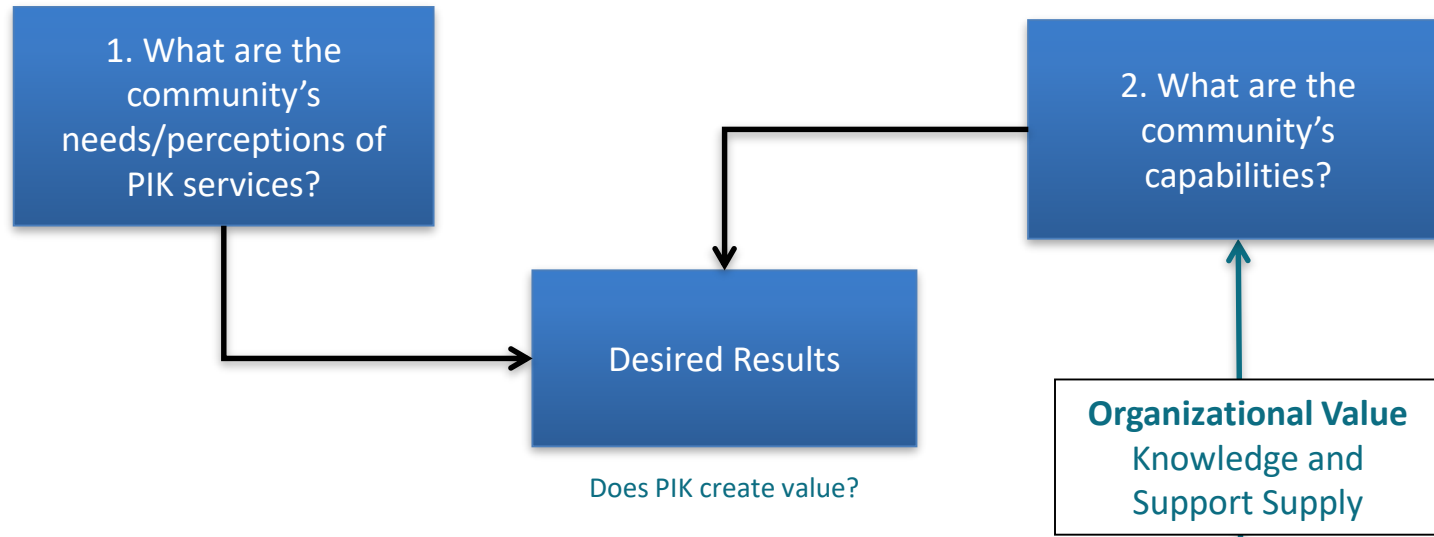 1. What are the
community’s
needs/perceptions of
PIK services?
2. What are the
community’s
capabilities?
Desired Results
Does PIK create value?
Organizational Value
Knowledge and
Support Supply